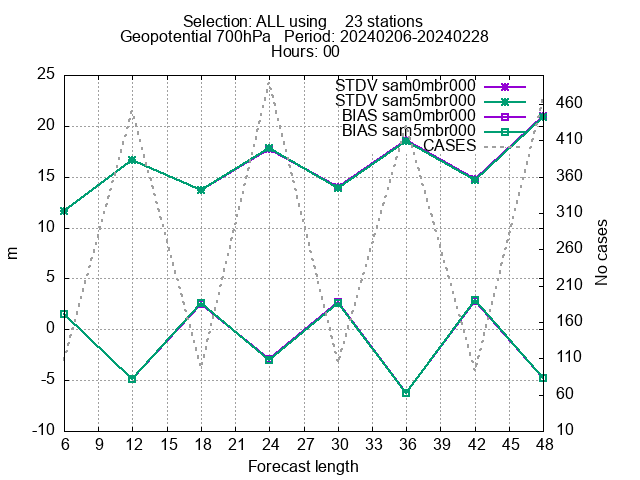 Selection: ALL using    23 stations
Geopotential 700hPa   Period: 20240206-20240228
Hours: 00
STDV sam0mbr000
STDV sam5mbr000
BIAS sam0mbr000
BIAS sam5mbr000
CASES
25
20
15
10
5
0
-5
-10
m
460
410
360
310
260
210
160
110
60
10
No cases
6 9 12 15 18 21 24 27 30 33 36 39 42 45 48
Forecast length